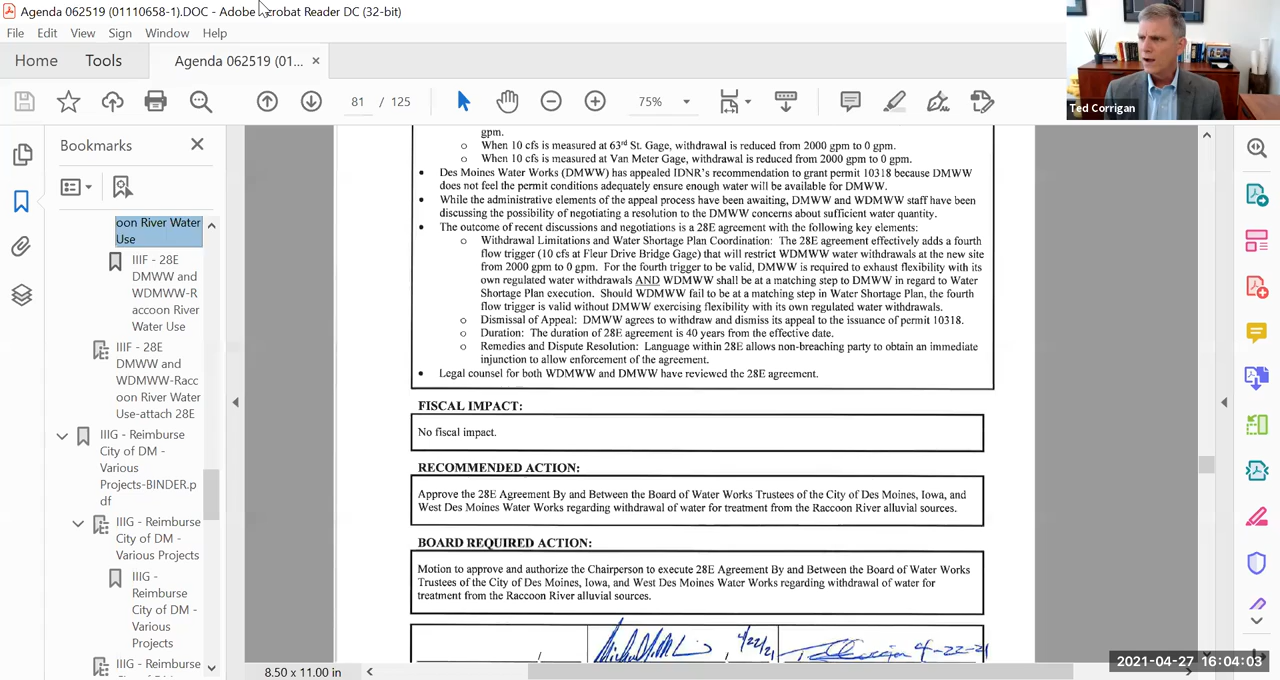 Agenda 062519 (01110658-1).DOC - Adobe Acrobat Reader DC (32-bit)
File Edit View Sign Window Help
Home Tools Agenda 062519 (01...
81 / 125 75%
Ted Corrigan
Bookmarks
oon River Water
Use
IIIF - 28E
DMWW and
WDMWW-R
accoon River
Water Use
IIIF - 28E
DMWW and
WDMWW-Racc
oon River Water
Use-attach 28E
IIIG - Reimburse
City of DM -
Various
Projects-BINDER.p
df
IIIG - Reimburse
City of DM -
Various Projects
IIIG -
Reimburse
City of DM -
Various
Projects
IIIG - Reimburse
gpm.
o When 10 cfs is measured at 63rd St. Gage, withdrawal is reduced from 2000 gpm to 0 gpm.
o When 10 cfs is measured at Van Meter Gage, withdrawal is reduced from 2000 gpm to 0 gpm.
• Des Moines Water Works (DMWW) has appealed IDNR's recommendation to grant permit 10318 because DMWW
does not feel the permit conditions adequately ensure enough water will be available for DMWW.
• While the administrative elements of the appeal process have been awaiting, DMWW and WDMWW staff have been
discussing the possibility of negotiating a resolution to the DMWW concerns about sufficient water quantity.
• The outcome of recent discussions and negotiations is a 28E agreement with the following key elements:
o Withdrawal Limitations and Water Shortage Plan Coordination: The 28E agreement effectively adds a fourth
flow trigger (10 cfs at Fleur Drive Bridge Gage) that will restrict WDMWW water withdrawals at the new site
from 2000 gpm to 0 gpm. For the fourth trigger to be valid, DMWW is required to exhaust flexibility with its
own regulated water withdrawals AND WDMWW shall be at a matching step to DMWW in regard to Water
Shortage Plan execution. Should WDMWW fail to be at a matching step in Water Shortage Plan, the fourth
flow trigger is valid without DMWW exercising flexibility with its own regulated water withdrawals.
o Dismissal of Appeal: DMWW agrees to withdraw and dismiss its appeal to the issuance of permit 10318.
o Duration: The duration of 28E agreement is 40 years from the effective date.
o Remedies and Dispute Resolution: Language within 28E allows non-breaching party to obtain an immediate
injunction to allow enforcement of the agreement.
• Legal counsel for both WDMWW and DMWW have reviewed the 28E agreement.
FISCAL IMPACT:
No fiscal impact.
RECOMMENDED ACTION:
Approve the 28E Agreement By and Between the Board of Water Works Trustees of the City of Des Moines, Iowa, and
West Des Moines Water Works regarding withdrawal of water for treatment from the Raccoon River alluvial sources.
BOARD REQUIRED ACTION:
Motion to approve and authorize the Chairperson to execute 28E Agreement By and Between the Board of Water Works
Trustees of the City of Des Moines, Iowa, and West Des Moines Water Works regarding withdrawal of water for
treatment from the Raccoon River alluvial sources.
4/22/21 4-22-21
8.50 x 11.00 in
2021-04-27 16:04:03